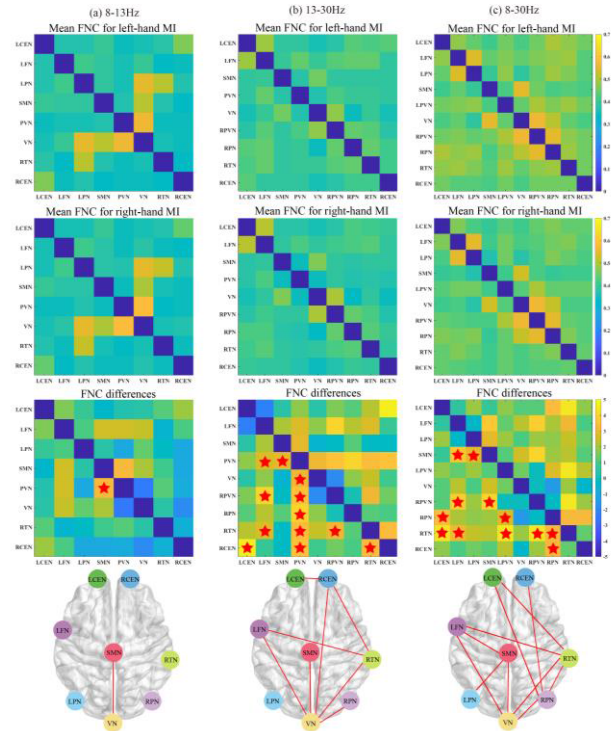 (a) 8-13Hz
Mean FNC for left-hand MI
LCEN
LFN
LPN
SMN
PVN
VN
RTN
RCEN
LCEN LFN LPN SMN PVN VN RTN RCEN
Mean FNC for right-hand MI
LCEN
LFN
LPN
SMN
PVN
VN
RTN
RCEN
LCEN LFN LPN SMN PVN VN RTN RCEN
FNC differences
LCEN
LFN
LPN
SMN
PVN
VN
RTN
RCEN
LCEN LFN LPN SMN PVN VN RTN RCEN
LCEN RCEN
LFN
SMN
RTN
LPN RPN
VN
(b) 13-30Hz
Mean FNC for left-hand MI
LCEN
LFN
SMN
PVN
VN
RPVN
RPN
RTN
RCEN
LCEN LFN SMN PVN VN RPVN RPN RTN RCEN
Mean FNC for right-hand MI
LCEN
LFN
SMN
PVN
VN
RPVN
RPN
RTN
RCEN
LCEN LFN SMN PVN VN RPVN RPN RTN RCEN
FNC differences
LCEN
LFN
SMN
PVN
VN
RPVN
RPN
RTN
RCEN
LCEN LFN SMN PVN VN RPVN RPN RTN RCEN
LCEN RCEN
LFN
SMN
RTN
LPN RPN
VN
(c) 8-30Hz
Mean FNC for left-hand MI
LCEN
LFN
LPN
SMN
LPVN
VN
RPVN
RPN
RTN
RCEN
LCEN LFN LPN SMN LPVN VN RPVN RPN RTN RCEN
0.7
0.6
0.5
0.4
0.3
0.2
0.1
0
Mean FNC for right-hand MI
LCEN
LFN
LPN
SMN
LPVN
VN
RPVN
RPN
RTN
RCEN
LCEN LFN LPN SMN LPVN VN RPVN RPN RTN RCEN
0.7
0.6
0.5
0.4
0.3
0.2
0.1
0
FNC differences
LCEN
LFN
LPN
SMN
LPVN
VN
RPVN
RPN
RTN
RCEN
LCEN LFN LPN SMN LPVN VN RPVN RPN RTN RCEN
5
4
3
2
1
0
-1
-2
-3
-4
-5
LCEN RCEN
LFN
SMN
RTN
LPN RPN
VN